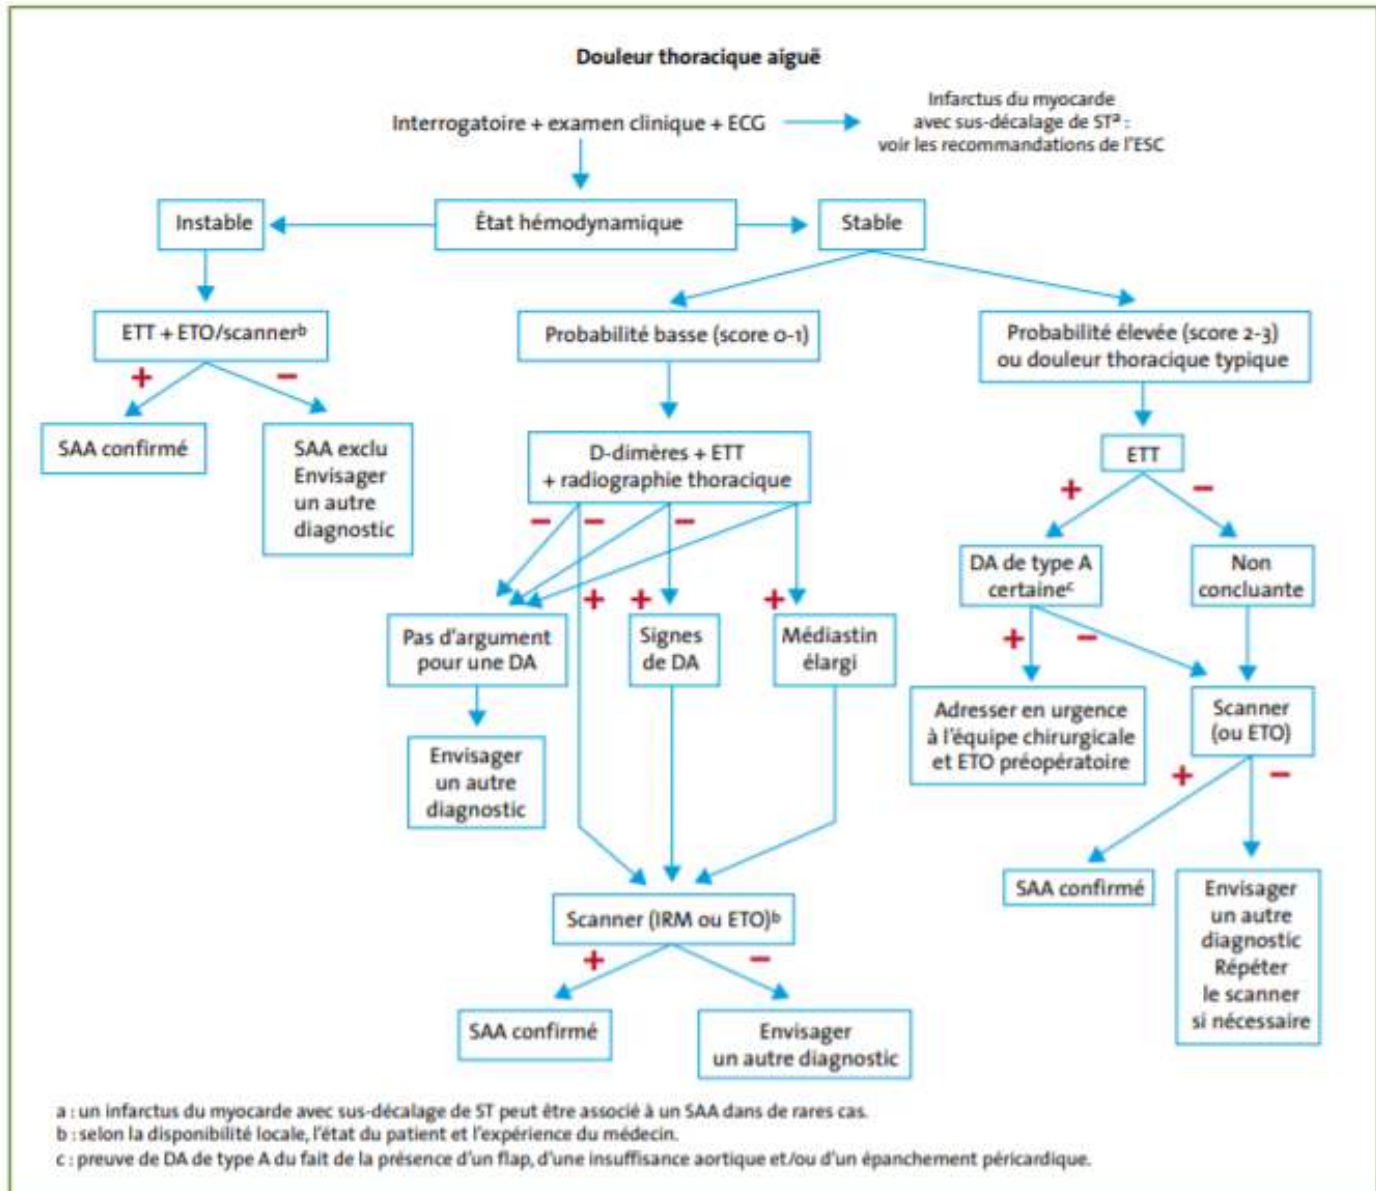 Douleur thoracique aiguë
Interrogatoire + examen clinique + ECG
Infarctus du myocarde
avec sus-décalage de STª :
voir les recommandations de l'ESC
Instable
État hémodynamique
Stable
ETT + ETO/scannerᵇ
Probabilité basse (score 0-1)
Probabilité élevée (score 2-3)
ou douleur thoracique typique
+
−
SAA confirmé
SAA exclu
Envisager
un autre
diagnostic
D-dimères + ETT
+ radiographie thoracique
ETT
−
−
−
+
−
DA de type A
certaineᶜ
Non
concluante
+
+
+
Pas d'argument
pour une DA
Signes
de DA
Médiastin
élargi
+
−
Adresser en urgence
à l'équipe chirurgicale
et ETO préopératoire
Scanner
(ou ETO)
Envisager
un autre
diagnostic
+
−
SAA confirmé
Envisager
un autre
diagnostic
Répéter
le scanner
si nécessaire
Scanner (IRM ou ETO)ᵇ
+
−
SAA confirmé
Envisager
un autre diagnostic
a : un infarctus du myocarde avec sus-décalage de ST peut être associé à un SAA dans de rares cas.
b : selon la disponibilité locale, l'état du patient et l'expérience du médecin.
c : preuve de DA de type A du fait de la présence d'un flap, d'une insuffisance aortique et/ou d'un épanchement péricardique.